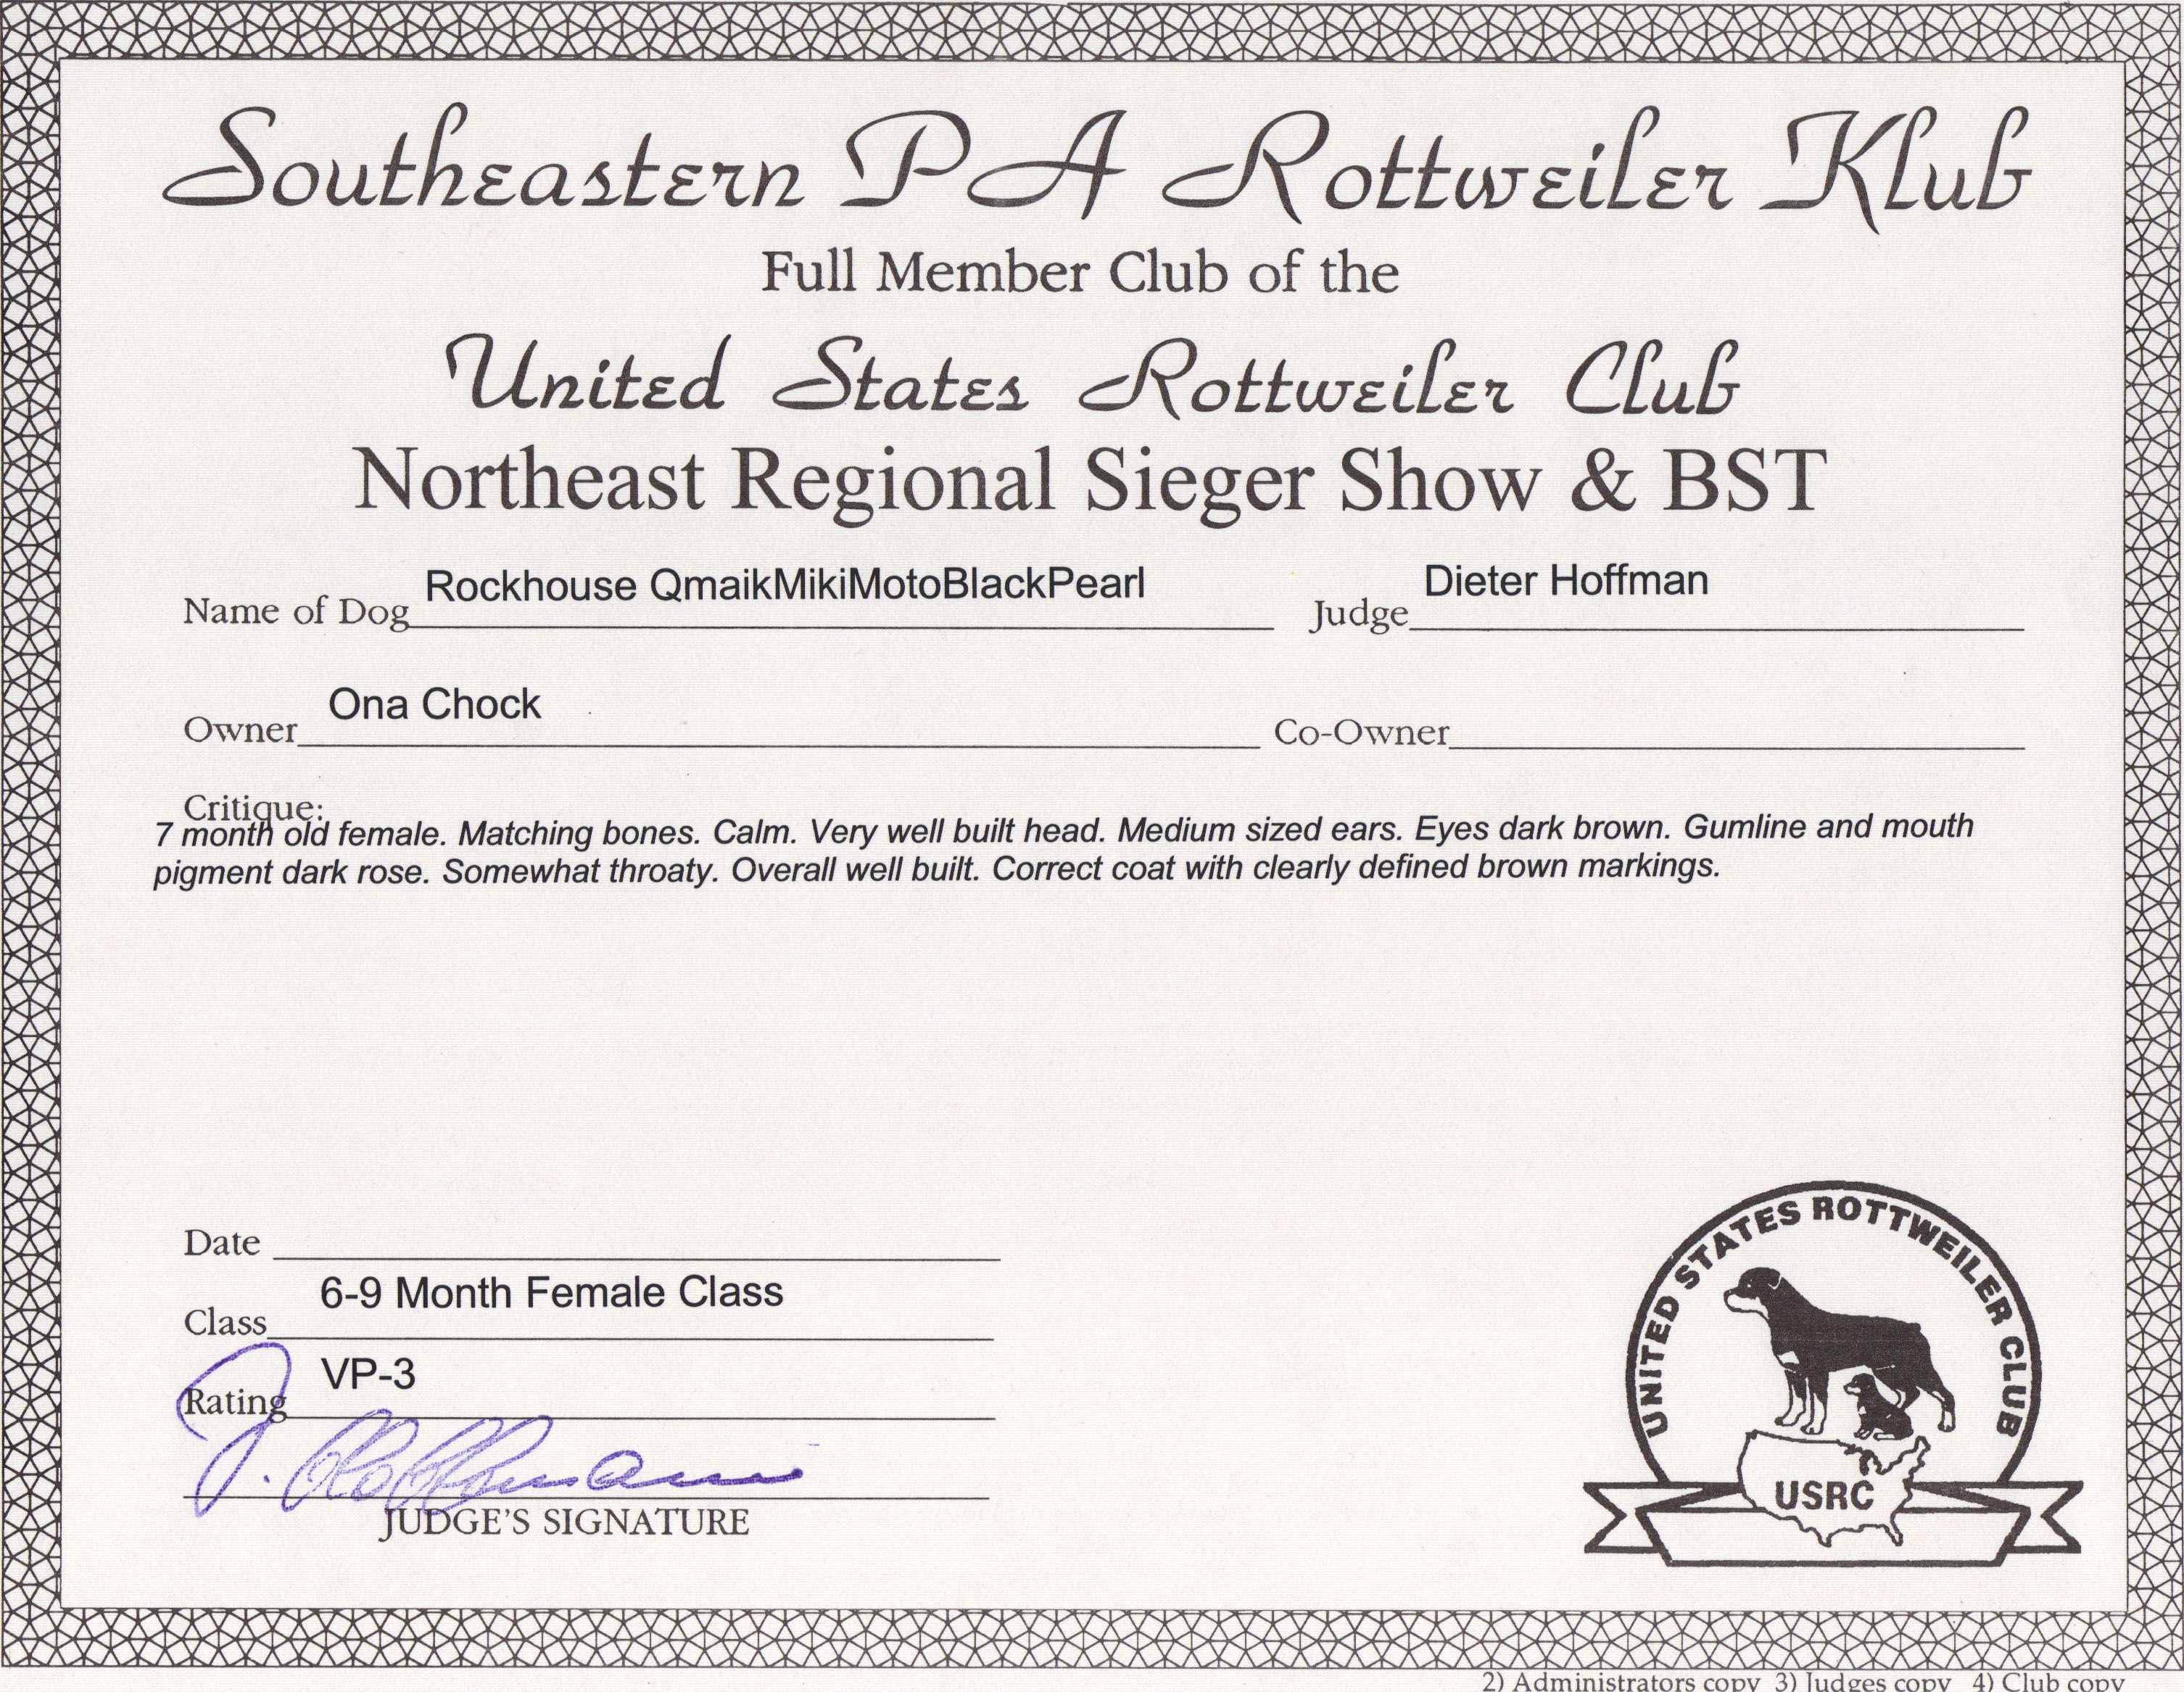 Southeastern PA Rottweiler Klub
Full Member Club of the
United States Rottweiler Club
Northeast Regional Sieger Show & BST
Name of Dog Rockhouse QmaikMikiMotoBlackPearl Judge Dieter Hoffman
Owner Ona Chock Co-Owner
Critique:
7 month old female. Matching bones. Calm. Very well built head. Medium sized ears. Eyes dark brown. Gumline and mouth
pigment dark rose. Somewhat throaty. Overall well built. Correct coat with clearly defined brown markings.
Date
Class 6-9 Month Female Class
Rating VP-3
JUDGE'S SIGNATURE
UNITED STATES ROTTWEILER CLUB
USRC
2) Administrators copy 3) Judges copy 4) Club copy